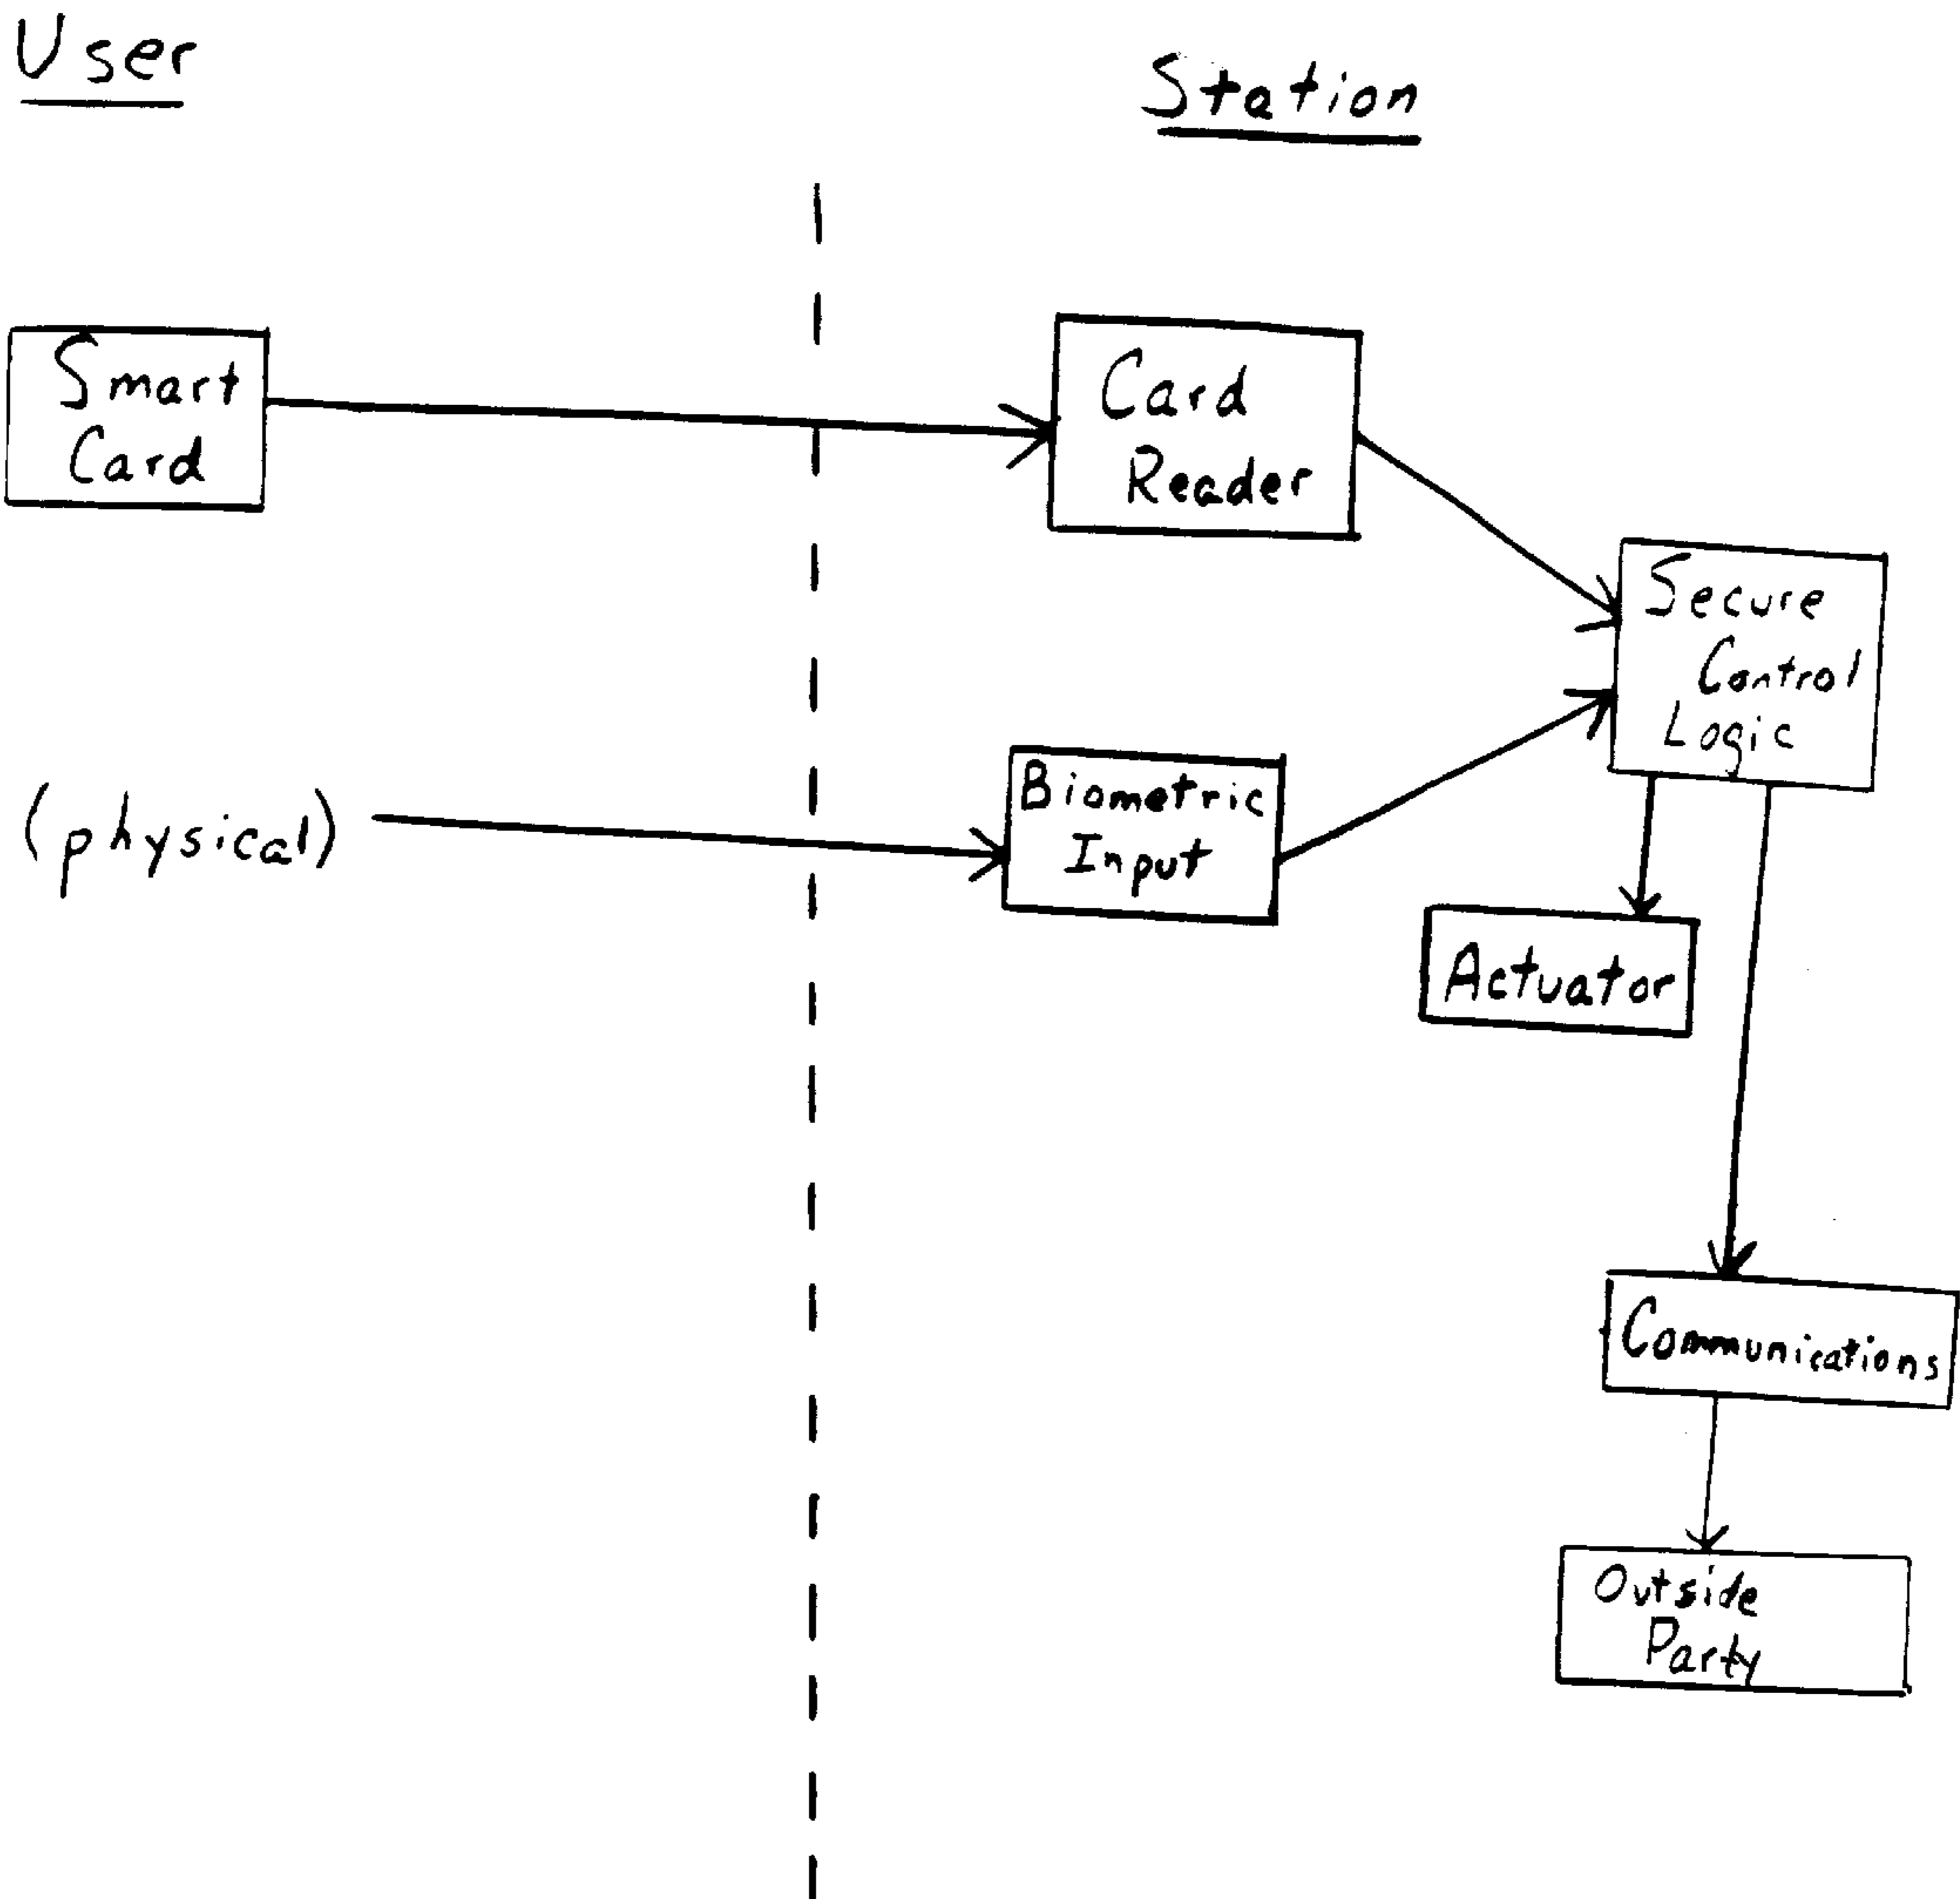 User
Station
Smart
Card
Card
Reader
Secure
Control
Logic
(physical)
Biometric
Input
Actuator
Communications
Outside
Party